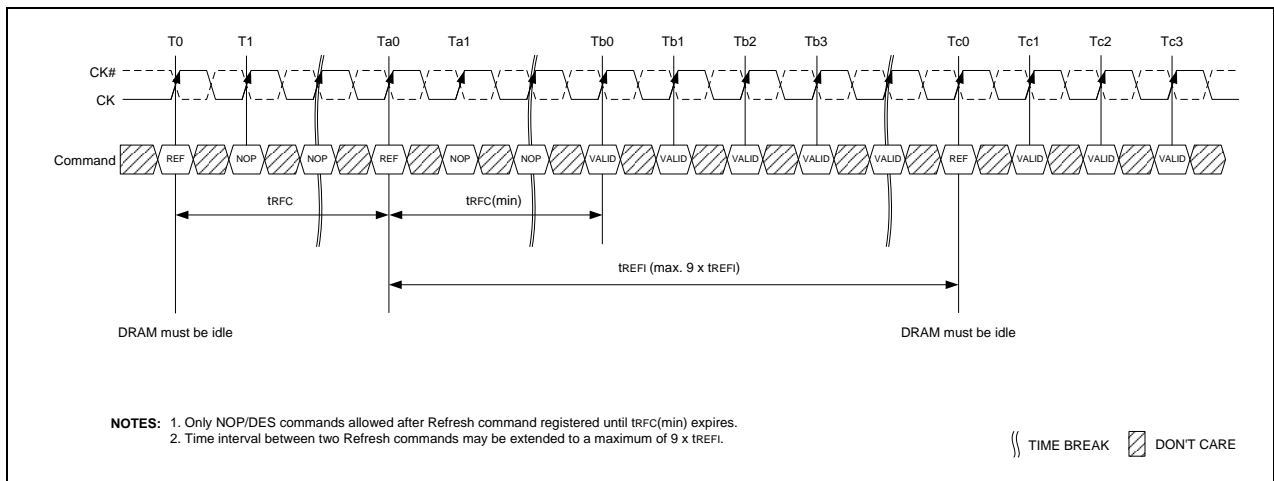 T0 T1 Ta0 Ta1 Tb0 Tb1 Tb2 Tb3 Tc0 Tc1 Tc2 Tc3
CK#
CK
Command REF NOP NOP REF NOP NOP VALID VALID VALID VALID VALID REF VALID VALID VALID
tRFC tRFC(min)
tREFI (max. 9 x tREFI)
DRAM must be idle DRAM must be idle
NOTES: 1. Only NOP/DES commands allowed after Refresh command registered until tRFC(min) expires.
2. Time interval between two Refresh commands may be extended to a maximum of 9 x tREFI.
TIME BREAK DON'T CARE